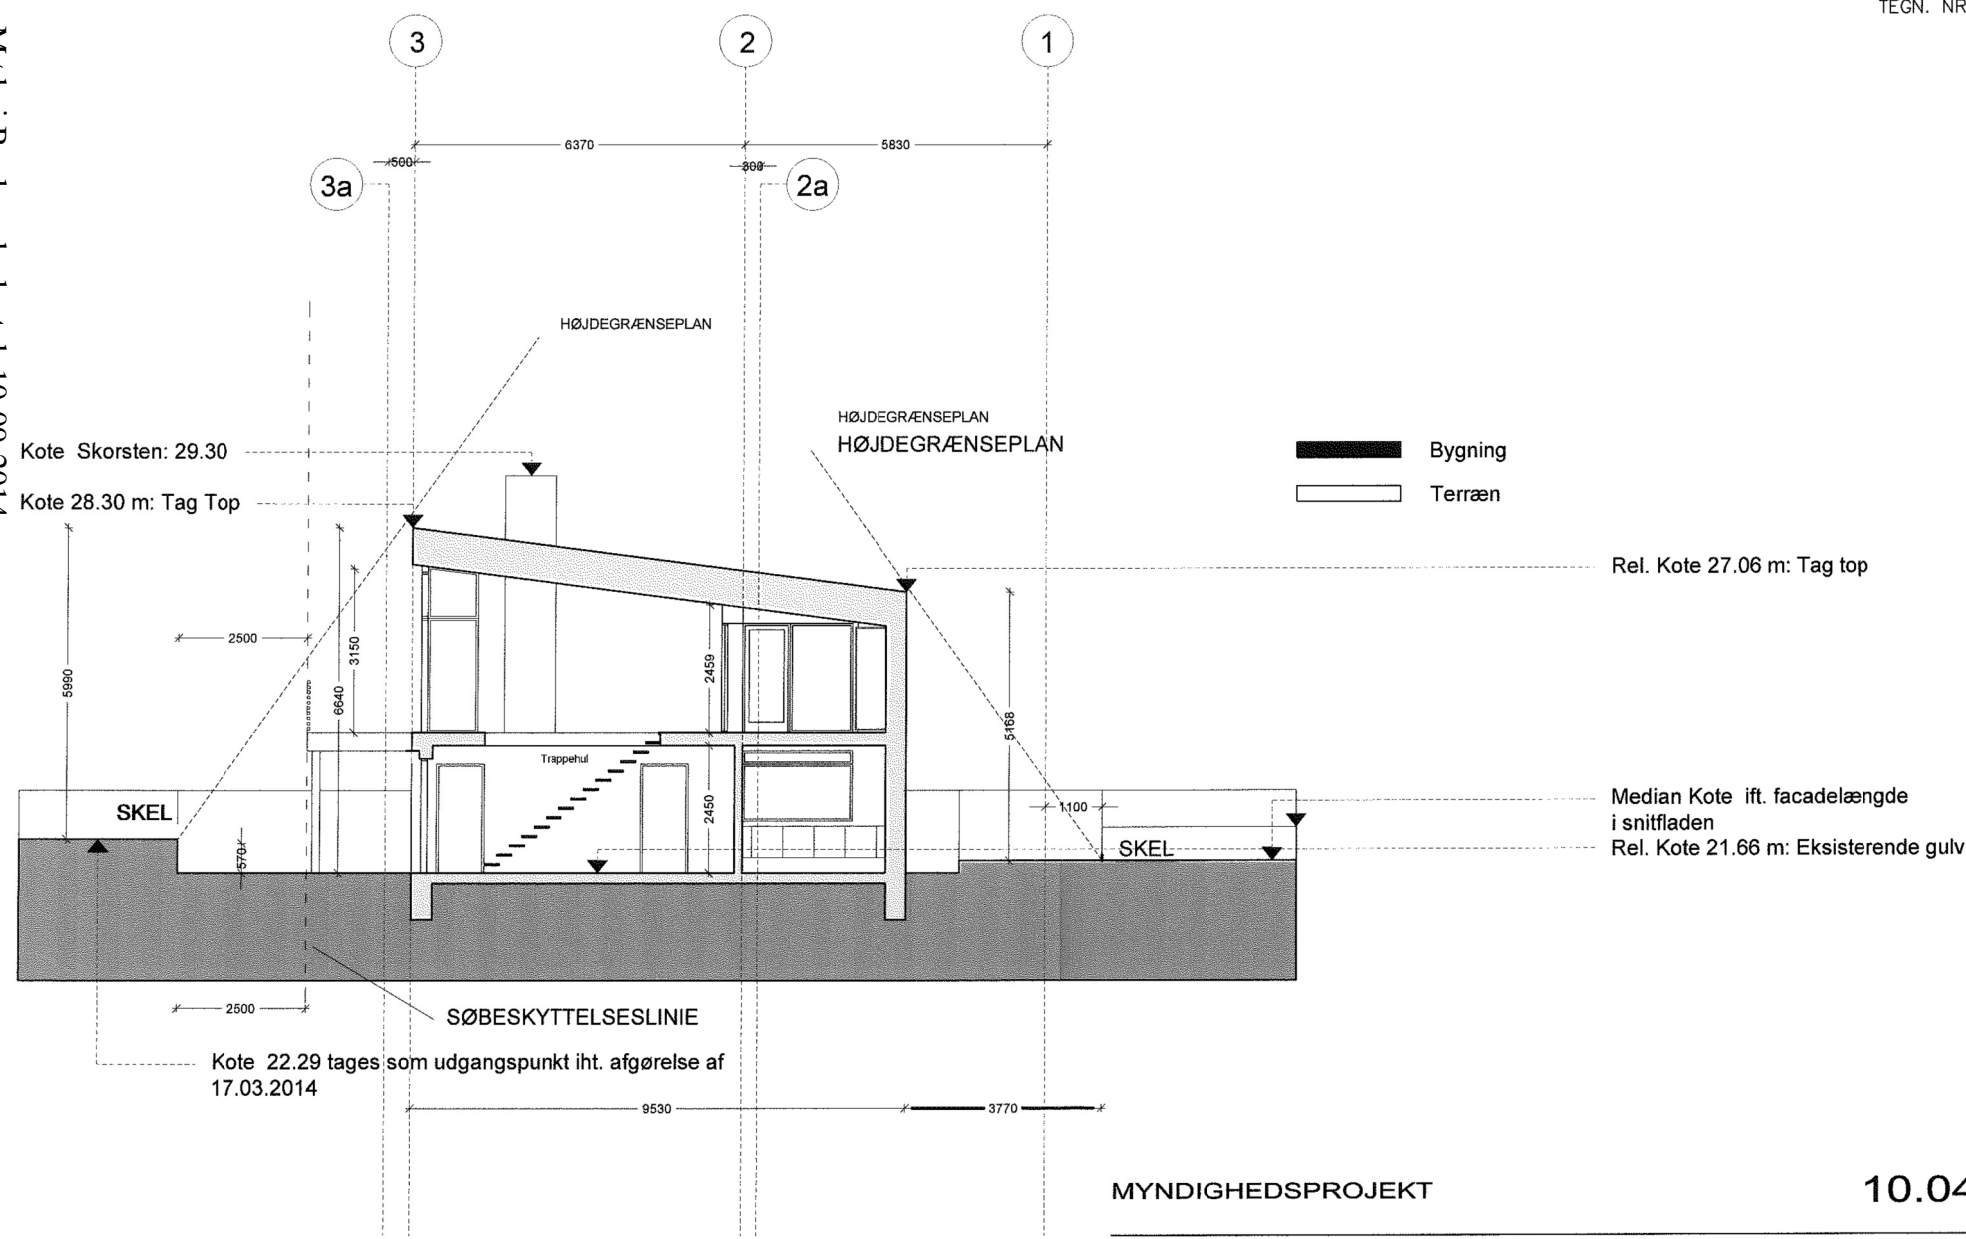 TEGN. NR
3
2
1
6370
5830
500
300
3a
2a
HØJDEGRÆNSEPLAN
HØJDEGRÆNSEPLAN
HØJDEGRÆNSEPLAN
Kote Skorsten: 29.30
Kote 28.30 m: Tag Top
Bygning
Terræn
Rel. Kote 27.06 m: Tag top
2500
3150
5990
6640
2459
5168
Trappehul
2450
570
SKEL
1100
SKEL
Median Kote ift. facadelængde
i snitfladen
Rel. Kote 21.66 m: Eksisterende gulv
2500
SØBESKYTTELSESLINIE
Kote 22.29 tages som udgangspunkt iht. afgørelse af
17.03.2014
9530
3770
MYNDIGHEDSPROJEKT
10.04